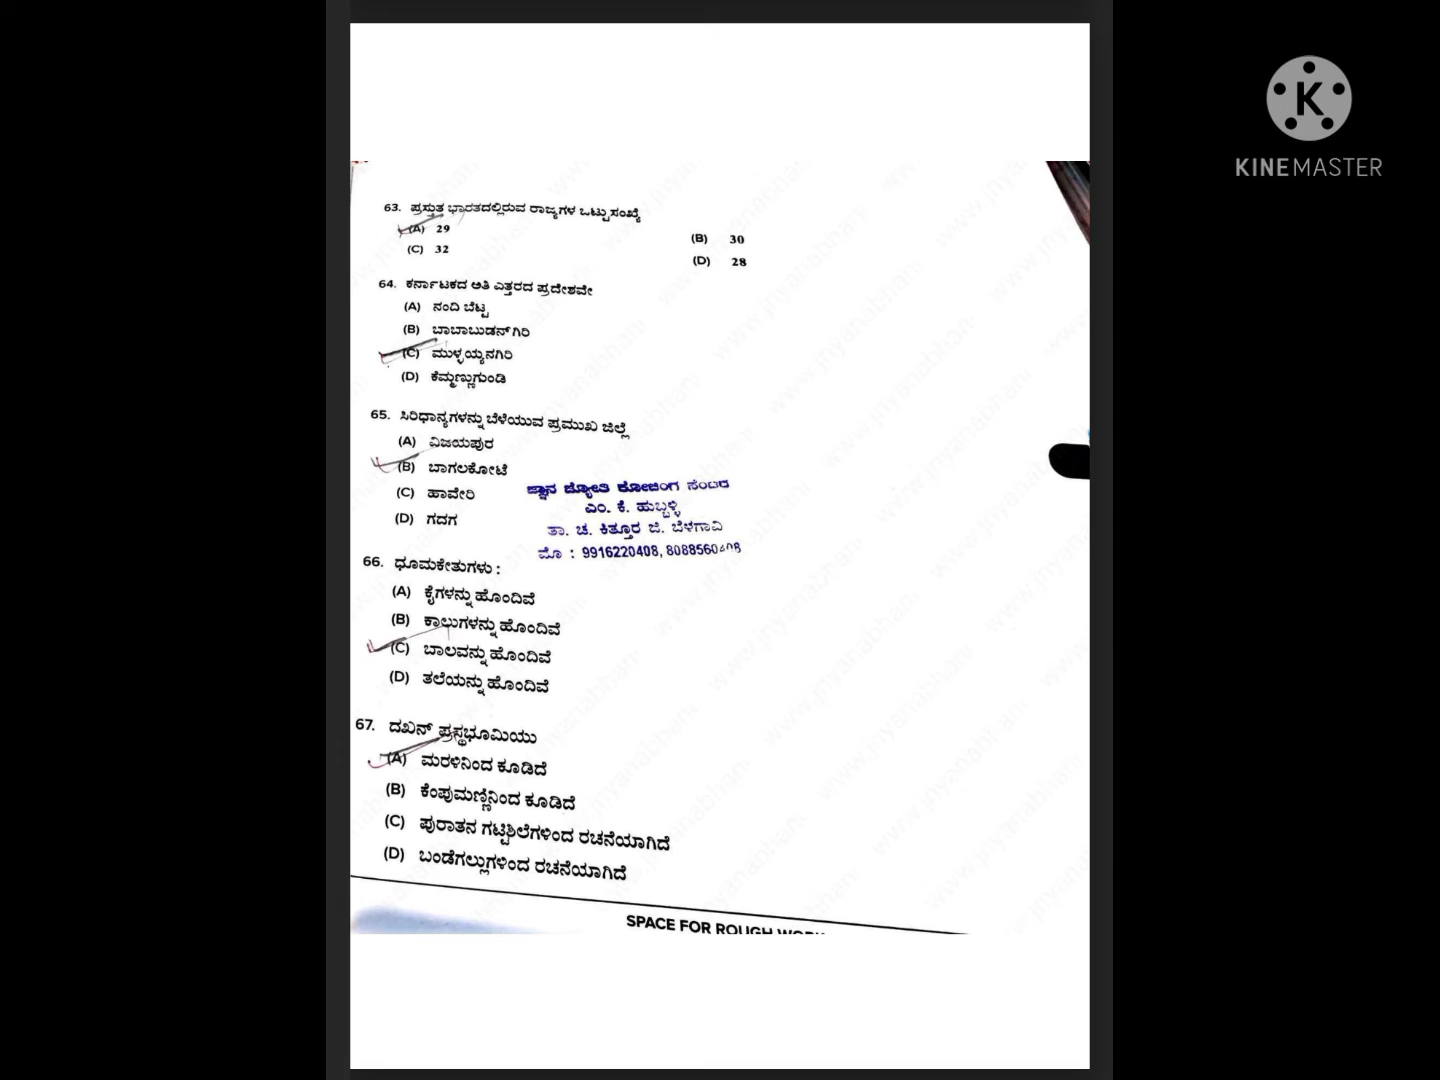 KINEMASTER
63. ಪ್ರಸ್ತುತ ಭಾರತದಲ್ಲಿರುವ ರಾಜ್ಯಗಳ ಒಟ್ಟು ಸಂಖ್ಯೆ
(A) 29
(B) 30
(C) 32
(D) 28
64. ಕರ್ನಾಟಕದ ಅತಿ ಎತ್ತರದ ಪ್ರದೇಶವೇ
(A) ನಂದಿ ಬೆಟ್ಟ
(B) ಬಾಬಾಬುಡನ್‌ಗಿರಿ
(C) ಮುಳ್ಳಯ್ಯನಗಿರಿ
(D) ಕೆಮ್ಮಣ್ಣುಗುಂಡಿ
65. ಸಿರಿಧಾನ್ಯಗಳನ್ನು ಬೆಳೆಯುವ ಪ್ರಮುಖ ಜಿಲ್ಲೆ
(A) ವಿಜಯಪುರ
(B) ಬಾಗಲಕೋಟೆ
(C) ಹಾವೇರಿ
(D) ಗದಗ
ಜ್ಞಾನ ಜ್ಯೋತಿ ಕೋಚಿಂಗ ಸೆಂಟರ
ಎಂ. ಕೆ. ಹುಬ್ಬಳ್ಳಿ
ತಾ. ಚ. ಕಿತ್ತೂರ ಜಿ. ಬೆಳಗಾವಿ
ಮೊ : 9916220408, 8088560408
66. ಧೂಮಕೇತುಗಳು :
(A) ಕೈಗಳನ್ನು ಹೊಂದಿವೆ
(B) ಕಾಲುಗಳನ್ನು ಹೊಂದಿವೆ
(C) ಬಾಲವನ್ನು ಹೊಂದಿವೆ
(D) ತಲೆಯನ್ನು ಹೊಂದಿವೆ
67. ದಖನ್ ಪ್ರಸ್ಥಭೂಮಿಯು
(A) ಮರಳಿನಿಂದ ಕೂಡಿದೆ
(B) ಕೆಂಪುಮಣ್ಣಿನಿಂದ ಕೂಡಿದೆ
(C) ಪುರಾತನ ಗಟ್ಟಿಶಿಲೆಗಳಿಂದ ರಚನೆಯಾಗಿದೆ
(D) ಬಂಡೆಗಲ್ಲುಗಳಿಂದ ರಚನೆಯಾಗಿದೆ
SPACE FOR ROUGH WORK